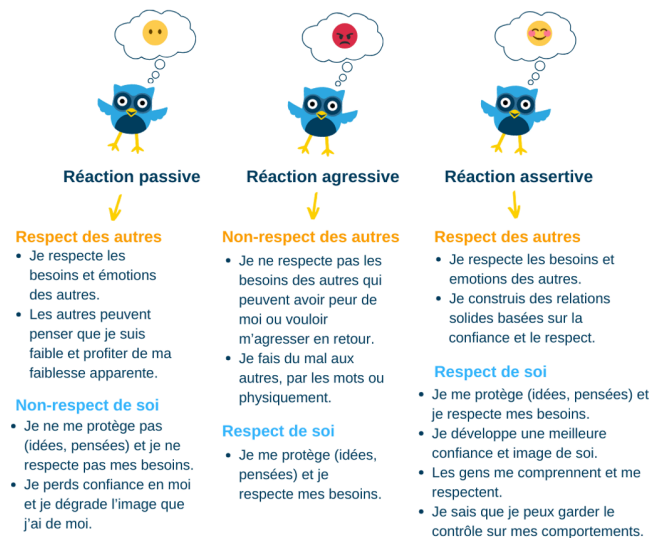 Réaction passive
Respect des autres
• Je respecte les
besoins et émotions
des autres.
• Les autres peuvent
penser que je suis
faible et profiter de ma
faiblesse apparente.
Non-respect de soi
• Je ne me protège pas
(idées, pensées) et je ne
respecte pas mes besoins.
• Je perds confiance en moi
et je dégrade l'image que
j'ai de moi.
Réaction agressive
Non-respect des autres
• Je ne respecte pas les
besoins des autres qui
peuvent avoir peur de
moi ou vouloir
m'agresser en retour.
• Je fais du mal aux
autres, par les mots ou
physiquement.
Respect de soi
• Je me protège (idées,
pensées) et je
respecte mes besoins.
Réaction assertive
Respect des autres
• Je respecte les besoins et
emotions des autres.
• Je construis des relations
solides basées sur la
confiance et le respect.
Respect de soi
• Je me protège (idées, pensées) et
je respecte mes besoins.
• Je développe une meilleure
confiance et image de soi.
• Les gens me comprennent et me
respectent.
• Je sais que je peux garder le
contrôle sur mes comportements.